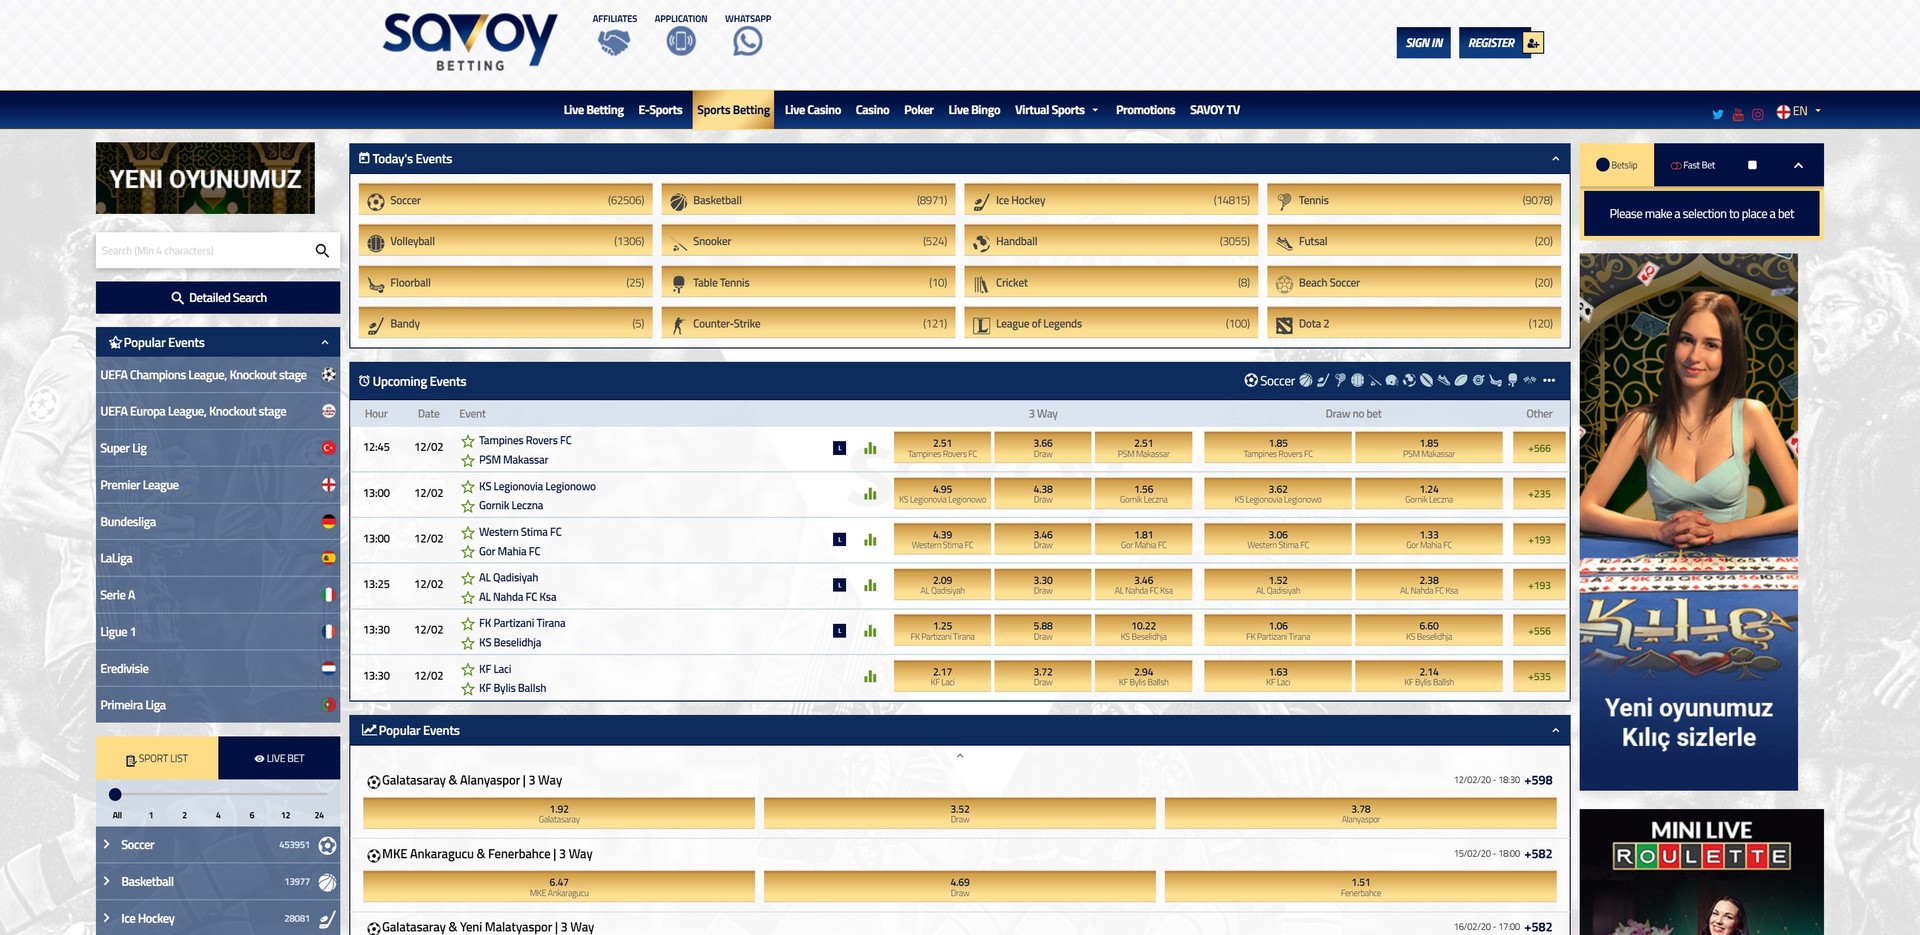 savoy
BETTING
AFFILIATES
APPLICATION
WHATSAPP
SIGN IN
REGISTER
Live Betting E-Sports Sports Betting Live Casino Casino Poker Live Bingo Virtual Sports Promotions SAVOY TV
EN
YENİ OYUNUMUZ
Search (Min 4 characters)
Detailed Search
Popular Events
UEFA Champions League, Knockout stage
UEFA Europa League, Knockout stage
Super Lig
Premier League
Bundesliga
LaLiga
Serie A
Ligue 1
Eredivisie
Primeira Liga
SPORT LIST
LIVE BET
All 1 2 4 6 12 24
Soccer 453951
Basketball 13977
Ice Hockey 28081
Today's Events
Soccer (62506)
Basketball (8971)
Ice Hockey (14815)
Tennis (9078)
Volleyball (1306)
Snooker (524)
Handball (3055)
Futsal (20)
Floorball (25)
Table Tennis (10)
Cricket (8)
Beach Soccer (20)
Bandy (5)
Counter-Strike (121)
League of Legends (100)
Dota 2 (120)
Upcoming Events
Soccer
Hour Date Event 3 Way Draw no bet Other
12:45 12/02
Tampines Rovers FC
PSM Makassar
L
2.51 3.66 2.51 1.85 1.85
Tampines Rovers FC Draw PSM Makassar Tampines Rovers FC PSM Makassar
+566
13:00 12/02
KS Legionovia Legionowo
Gornik Leczna
4.95 4.38 1.56 3.62 1.24
KS Legionovia Legionowo Draw Gornik Leczna KS Legionovia Legionowo Gornik Leczna
+235
13:00 12/02
Western Stima FC
Gor Mahia FC
L
4.39 3.46 1.81 3.06 1.33
Western Stima FC Draw Gor Mahia FC Western Stima FC Gor Mahia FC
+193
13:25 12/02
AL Qadisiyah
AL Nahda FC Ksa
L
2.09 3.30 3.46 1.52 2.38
AL Qadisiyah Draw AL Nahda FC Ksa AL Qadisiyah AL Nahda FC Ksa
+193
13:30 12/02
FK Partizani Tirana
KS Beselidhja
L
1.25 5.88 10.22 1.06 6.60
FK Partizani Tirana Draw KS Beselidhja FK Partizani Tirana KS Beselidhja
+556
13:30 12/02
KF Laci
KF Bylis Ballsh
2.17 3.72 2.94 1.63 2.14
KF Laci Draw KF Bylis Ballsh KF Laci KF Bylis Ballsh
+535
Popular Events
Galatasaray & Alanyaspor | 3 Way 12/02/20 - 18:30 +598
1.92 3.52 3.78
Galatasaray Draw Alanyaspor
MKE Ankaragucu & Fenerbahce | 3 Way 15/02/20 - 18:00 +582
6.47 4.69 1.51
MKE Ankaragucu Draw Fenerbahce
Galatasaray & Yeni Malatyaspor | 3 Way 16/02/20 - 17:00 +582
Betslip
Fast Bet
Please make a selection to place a bet
KILIÇ
Yeni oyunumuz
Kılıç sizlerle
MINI LIVE
ROULETTE